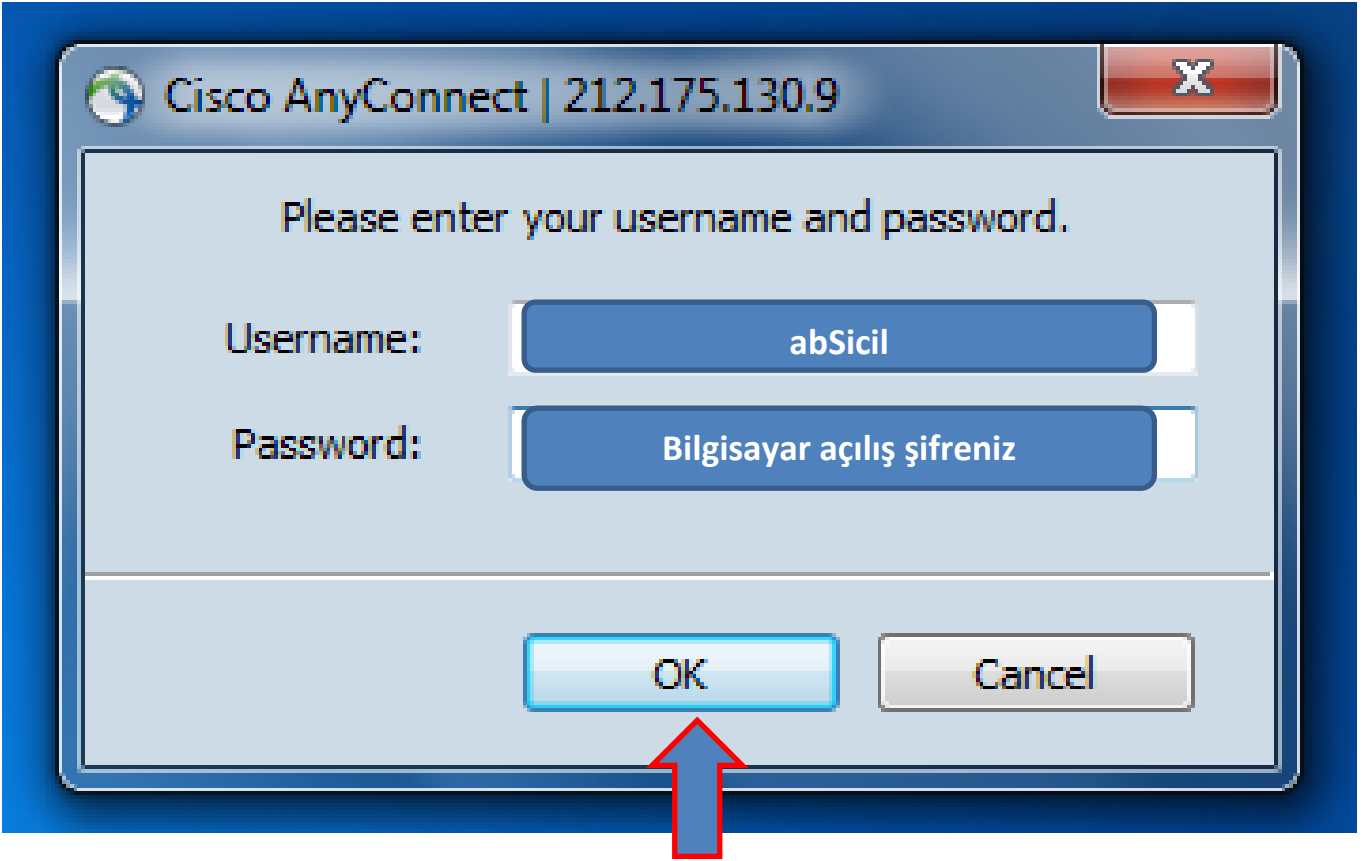 Cisco AnyConnect | 212.175.130.9
X
Please enter your username and password.
Username:
abSicil
Password:
Bilgisayar açılış şifreniz
OK
Cancel